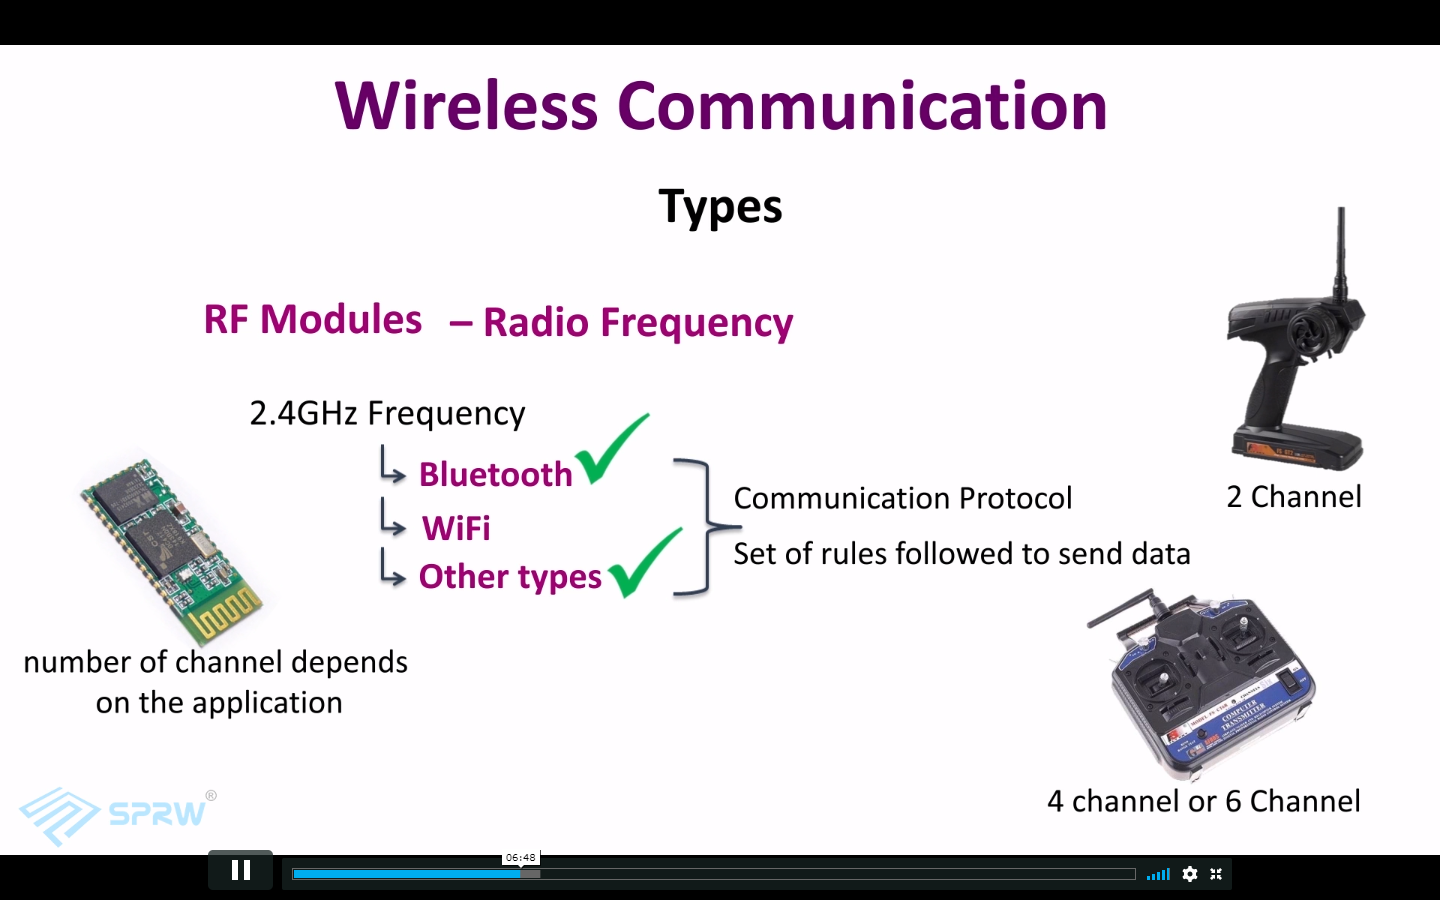 Wireless Communication
Types
RF Modules – Radio Frequency
2.4GHz Frequency
Bluetooth
WiFi
Other types
Communication Protocol
Set of rules followed to send data
2 Channel
number of channel depends
on the application
COMPUTER
TRANSMITTER
4 channel or 6 Channel
SPRW®
06:48